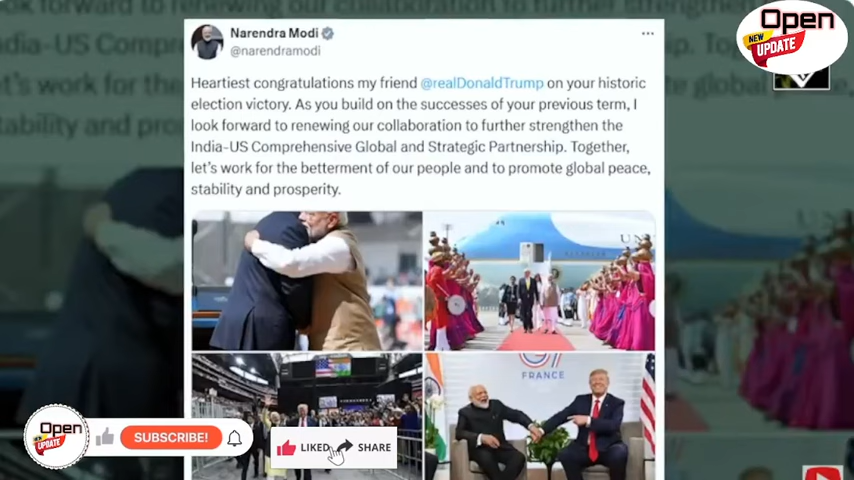 Narendra Modi
@narendramodi
Heartiest congratulations my friend @realDonaldTrump on your historic
election victory. As you build on the successes of your previous term, I
look forward to renewing our collaboration to further strengthen the
India-US Comprehensive Global and Strategic Partnership. Together,
let's work for the betterment of our people and to promote global peace,
stability and prosperity.
Open
NEW
UPDATE
FRANCE
Open
UPDATE
SUBSCRIBE!
LIKED
SHARE